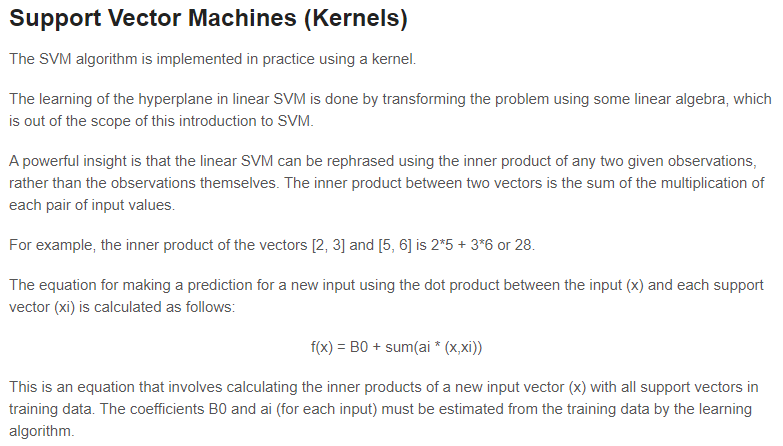 Support Vector Machines (Kernels)
The SVM algorithm is implemented in practice using a kernel.
The learning of the hyperplane in linear SVM is done by transforming the problem using some linear algebra, which
is out of the scope of this introduction to SVM.
A powerful insight is that the linear SVM can be rephrased using the inner product of any two given observations,
rather than the observations themselves. The inner product between two vectors is the sum of the multiplication of
each pair of input values.
For example, the inner product of the vectors [2, 3] and [5, 6] is 2*5 + 3*6 or 28.
The equation for making a prediction for a new input using the dot product between the input (x) and each support
vector (xi) is calculated as follows:
f(x) = B0 + sum(ai * (x,xi))
This is an equation that involves calculating the inner products of a new input vector (x) with all support vectors in
training data. The coefficients B0 and ai (for each input) must be estimated from the training data by the learning
algorithm.